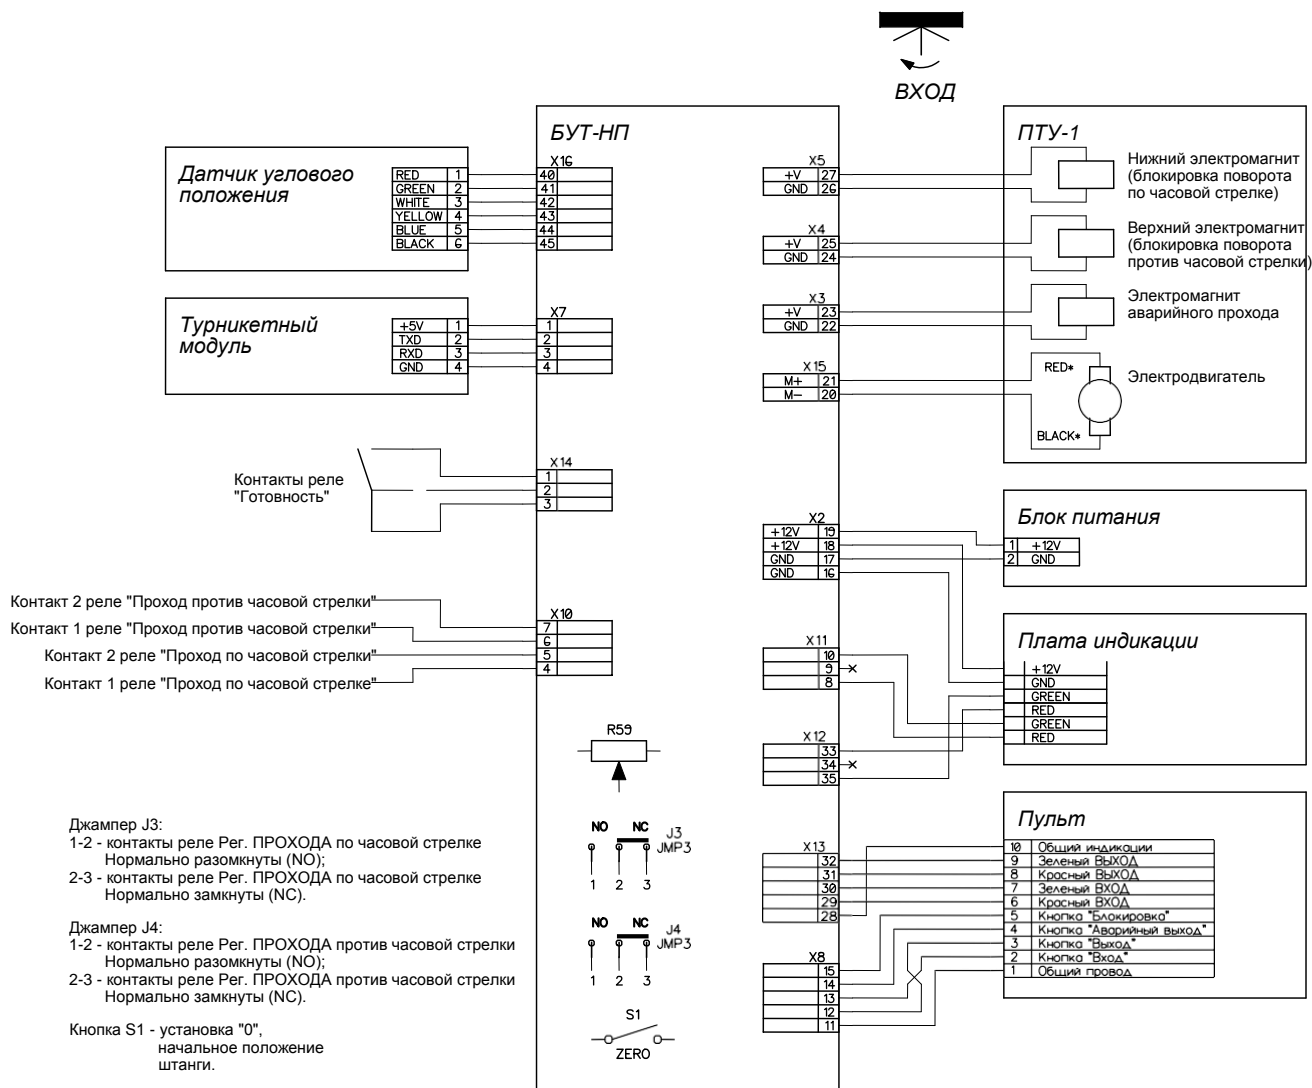 ВХОД
БУТ-НП
ПТУ-1
Датчик углового
положения
RED 1
GREEN 2
WHITE 3
YELLOW 4
BLUE 5
BLACK 6
X16
40
41
42
43
44
45
X5
+V 27
GND 26
Нижний электромагнит
(блокировка поворота
по часовой стрелке)
X4
+V 25
GND 24
Верхний электромагнит
(блокировка поворота
против часовой стрелки)
X3
+V 23
GND 22
Электромагнит
аварийного прохода
Турникетный
модуль
+5V 1
TXD 2
RXD 3
GND 4
X7
1
2
3
4
X15
M+ 21
M- 20
RED*
BLACK*
Электродвигатель
Контакты реле
"Готовность"
X14
1
2
3
X2
+12V 19
+12V 18
GND 17
GND 16
Блок питания
1 +12V
2 GND
Контакт 2 реле "Проход против часовой стрелки"
Контакт 1 реле "Проход против часовой стрелки"
Контакт 2 реле "Проход по часовой стрелки"
Контакт 1 реле "Проход по часовой стрелке"
X10
7
6
5
4
X11
10
9
8
Плата индикации
+12V
GND
GREEN
RED
GREEN
RED
R59
X12
33
34
35
Джампер J3:
1-2 - контакты реле Рег. ПРОХОДА по часовой стрелке
Нормально разомкнуты (NO);
2-3 - контакты реле Рег. ПРОХОДА по часовой стрелке
Нормально замкнуты (NC).
NO NC
J3
JMP3
1 2 3
Джампер J4:
1-2 - контакты реле Рег. ПРОХОДА против часовой стрелки
Нормально разомкнуты (NO);
2-3 - контакты реле Рег. ПРОХОДА против часовой стрелки
Нормально замкнуты (NC).
NO NC
J4
JMP3
1 2 3
Кнопка S1 - установка "0",
начальное положение
штанги.
S1
ZERO
X13
32
31
30
29
28
X8
15
14
13
12
11
Пульт
10 Общий индикации
9 Зеленый ВЫХОД
8 Красный ВЫХОД
7 Зеленый ВХОД
6 Красный ВХОД
5 Кнопка "Блокировка"
4 Кнопка "Аварийный выход"
3 Кнопка "Выход"
2 Кнопка "Вход"
1 Общий провод